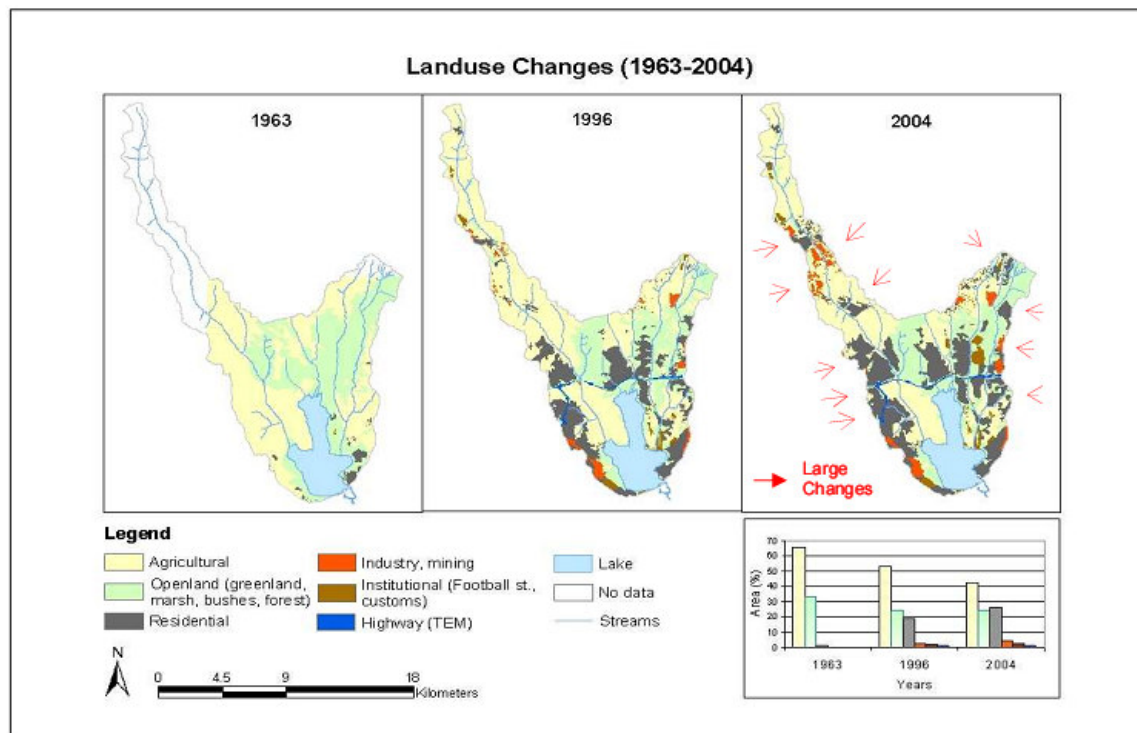 Landuse Changes (1963-2004)
1963
1996
2004
Large
Changes
Legend
Agricultural
Openland (greenland,
marsh, bushes, forest)
Residential
Industry, mining
Institutional (Football st.,
customs)
Highway (TEM)
Lake
No data
Streams
N
0 4.5 9 18
Kilometers
Area (%)
70
60
50
40
30
20
10
0
1963 1996 2004
Years